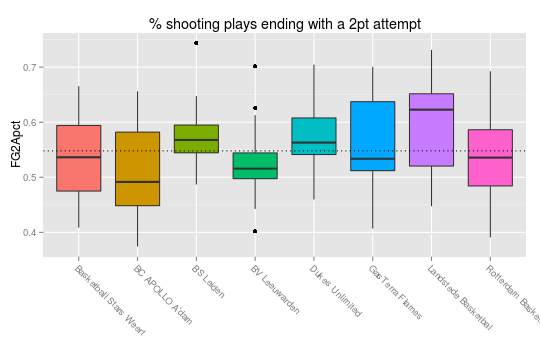 % shooting plays ending with a 2pt attempt
FG2Apct
0.7
0.6
0.5
0.4
Basketball Stars Weert
BC APOLLO A'dam
BS Leiden
BV Leeuwarden
Dukes Unlimited
GasTerra Flames
Landstede Basketbal
Rotterdam Baske